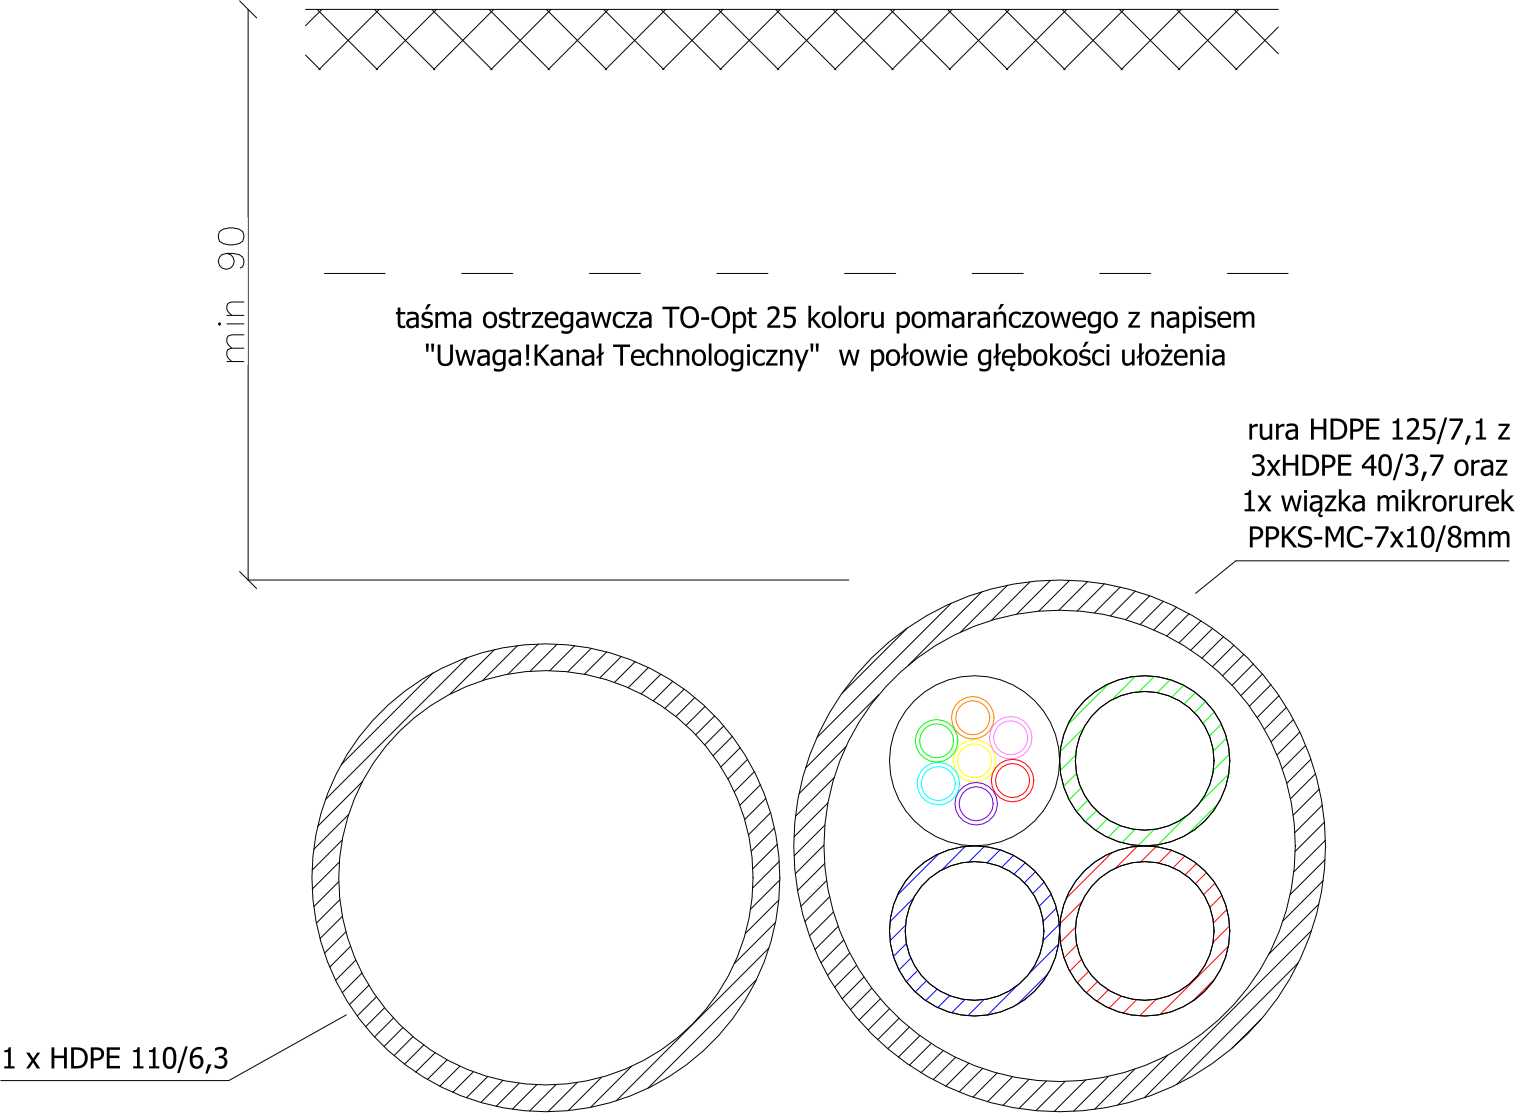 min 90
taśma ostrzegawcza TO-Opt 25 koloru pomarańczowego z napisem
"Uwaga!Kanał Technologiczny"  w połowie głębokości ułożenia
rura HDPE 125/7,1 z
3xHDPE 40/3,7 oraz
1x wiązka mikrorurek
PPKS-MC-7x10/8mm
1 x HDPE 110/6,3